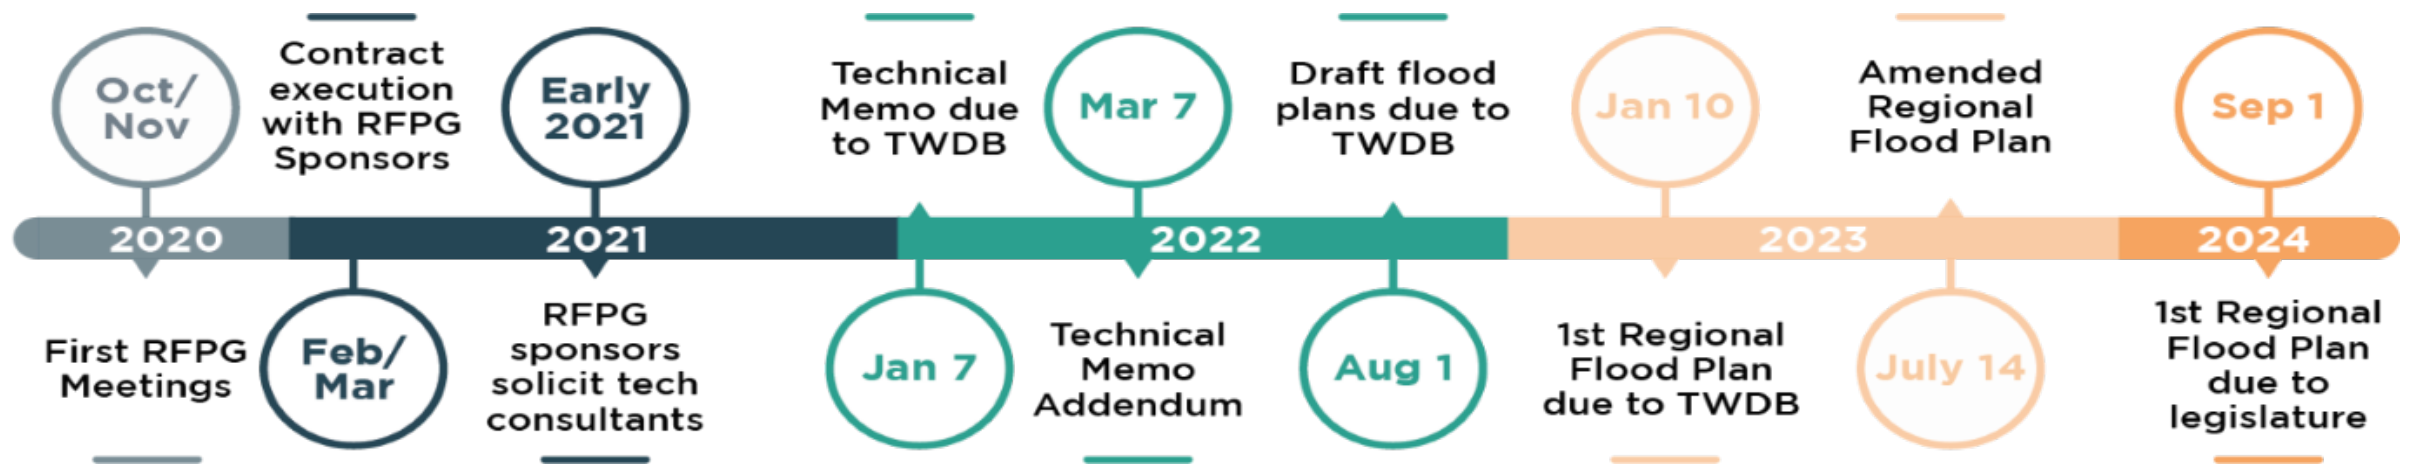 Oct/
Nov
First RFPG
Meetings
Contract
execution
with RFPG
Sponsors
Feb/
Mar
Early
2021
RFPG
sponsors
solicit tech
consultants
Technical
Memo due
to TWDB
Jan 7
Mar 7
Technical
Memo
Addendum
Draft flood
plans due to
TWDB
Aug 1
Jan 10
1st Regional
Flood Plan
due to TWDB
Amended
Regional
Flood Plan
July 14
Sep 1
1st Regional
Flood Plan
due to
legislature
2020
2021
2022
2023
2024